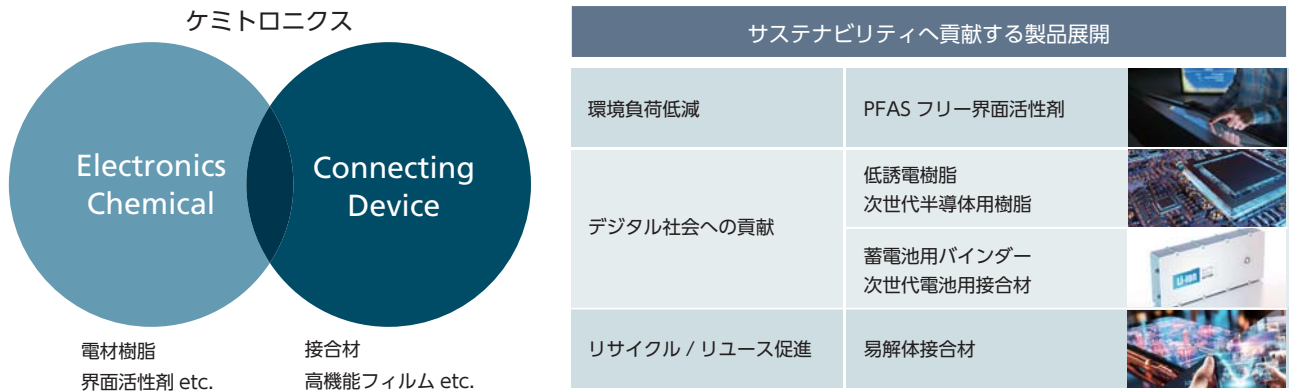 ケミトロニクス
Electronics
Chemical
Connecting
Device
電材樹脂
界面活性剤 etc.
接合材
高機能フィルム etc.
サステナビリティへ貢献する製品展開
環境負荷低減
PFAS フリー界面活性剤
デジタル社会への貢献
低誘電樹脂
次世代半導体用樹脂
蓄電池用バインダー
次世代電池用接合材
Li-ion
リサイクル / リユース促進
易解体接合材